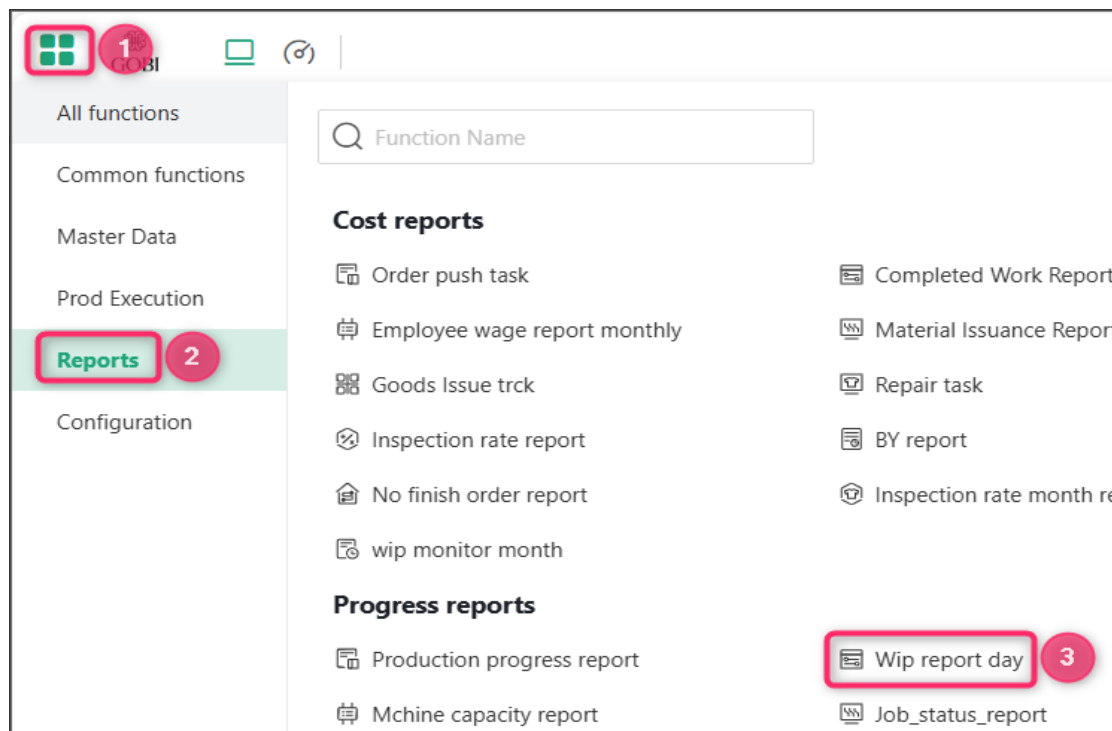 1
GOBI
All functions
Common functions
Master Data
Prod Execution
Reports
2
Configuration
Function Name
Cost reports
Order push task
Completed Work Report
Employee wage report monthly
Material Issuance Report
Goods Issue trck
Repair task
Inspection rate report
BY report
No finish order report
Inspection rate month
wip monitor month
Progress reports
Production progress report
Wip report day
3
Mchine capacity report
Job_status_report